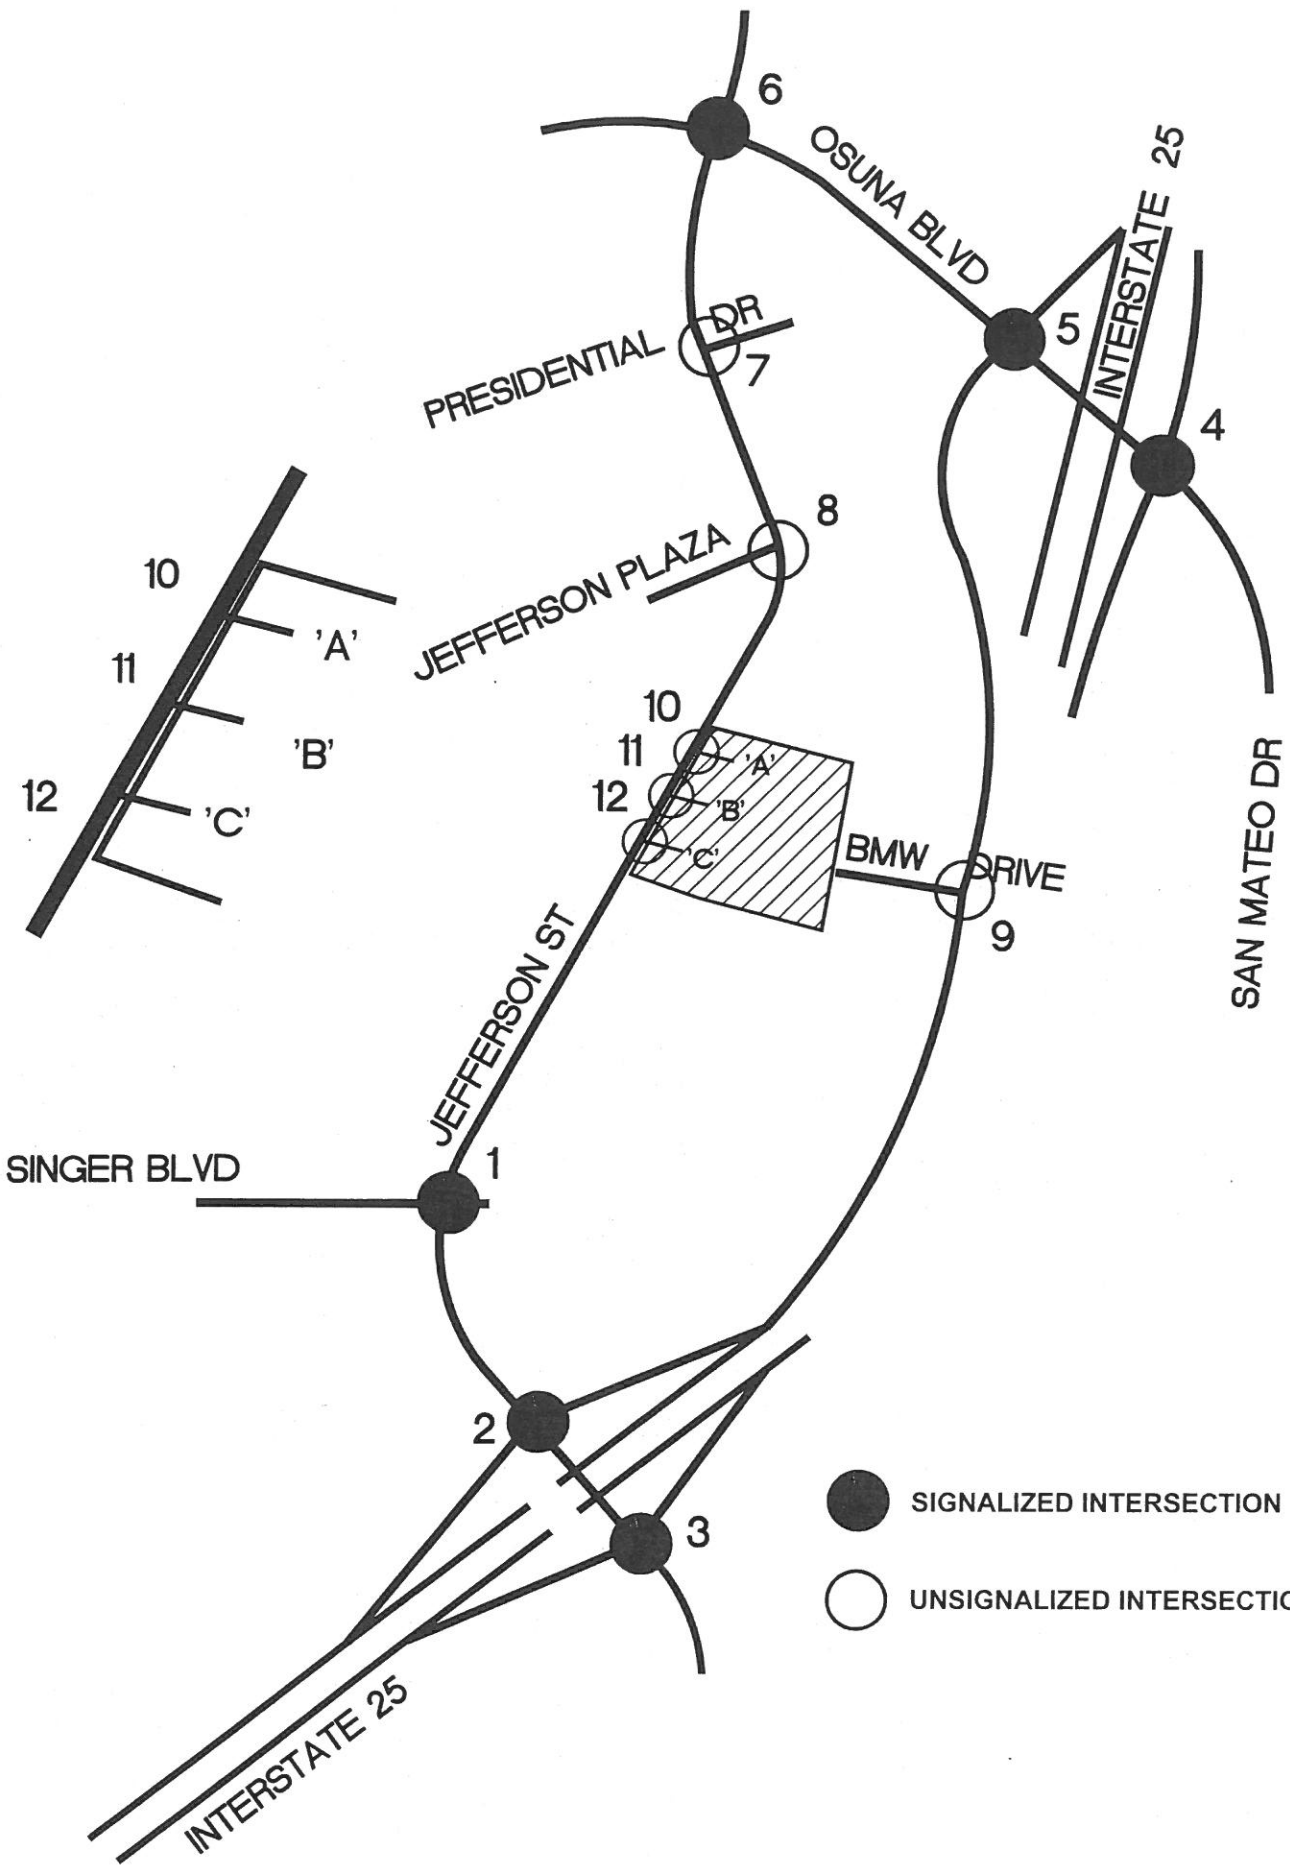 6
OSUNA BLVD
INTERSTATE 25
5
PRESIDENTIAL DR
7
4
8
JEFFERSON PLAZA
10
'A'
11
'B'
12
'C'
10
11
12
'A'
'B'
'C'
BMW DRIVE
9
SAN MATEO DR
JEFFERSON ST
SINGER BLVD
1
2
3
SIGNALIZED INTERSECTION
UNSIGNALIZED INTERSECTIO
INTERSTATE 25